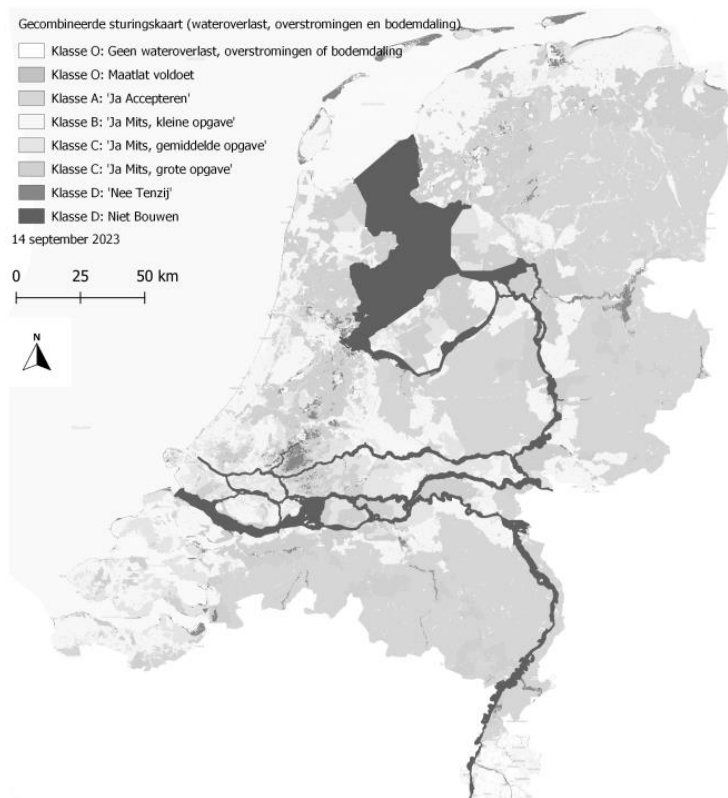 Gecombineerde sturingskaart (wateroverlast, overstromingen en bodemdaling)
Klasse O: Geen wateroverlast, overstromingen of bodemdaling
Klasse O: Maatlat voldoet
Klasse A: 'Ja Accepteren'
Klasse B: 'Ja Mits, kleine opgave'
Klasse C: 'Ja Mits, gemiddelde opgave'
Klasse C: 'Ja Mits, grote opgave'
Klasse D: 'Nee Tenzij'
Klasse D: Niet Bouwen
14 september 2023
0 25 50 km
N